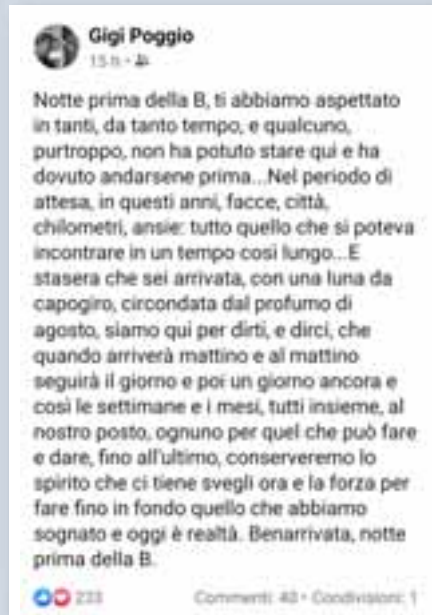 Gigi Poggio
15 h •
Notte prima della B, ti abbiamo aspettato
in tanti, da tanto tempo, e qualcuno,
purtroppo, non ha potuto stare qui e ha
dovuto andarsene prima...Nel periodo di
attesa, in questi anni, facce, città,
chilometri, ansie: tutto quello che si poteva
incontrare in un tempo così lungo...E
stasera che sei arrivata, con una luna da
capogiro, circondata dal profumo di
agosto, siamo qui per dirti, e dirci, che
quando arriverà mattino e al mattino
seguirà il giorno e poi un giorno ancora e
così le settimane e i mesi, tutti insieme, al
nostro posto, ognuno per quel che può fare
e dare, fino all'ultimo, conserveremo lo
spirito che ci tiene svegli ora e la forza per
fare fino in fondo quello che abbiamo
sognato e oggi è realtà. Benarrivata, notte
prima della B.
233 Commenti: 40 • Condivisioni: 1